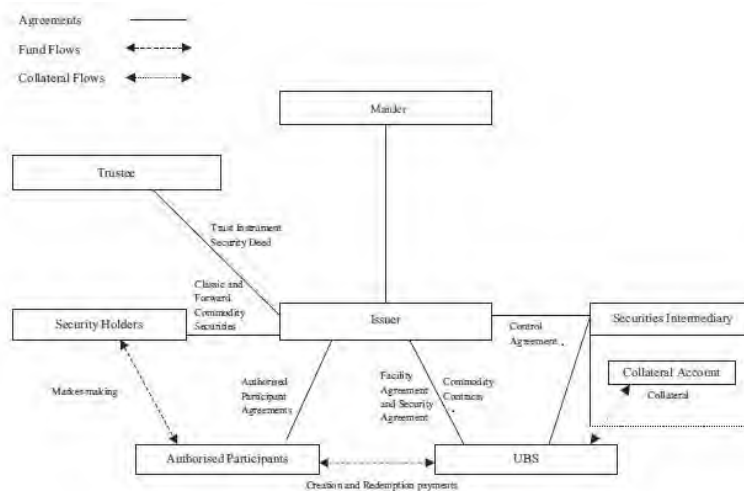 Agreements
Fund Flows
Collateral Flows
Manler
Trustee
Trust Instrument
Security Deed
Classic and
Forward
Commodity
Securities
Security Holders
Issuer
Securities Intermediary
Control
Agreement
Collateral Account
Collateral
Market-making
Authorised
Participant
Agreements
Facility
Agreement
and Security
Agreement
Commodity
Contracts
Authorised Participants
UBS
Creation and Redemption payments